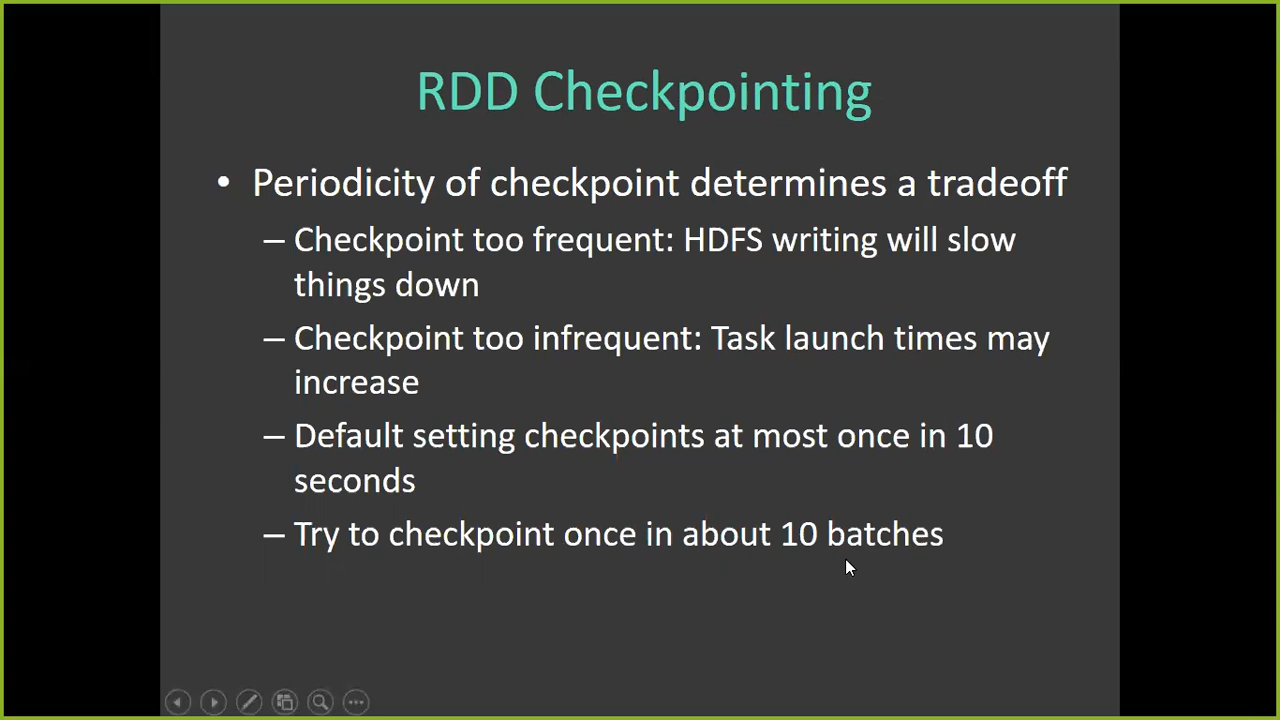 RDD Checkpointing
• Periodicity of checkpoint determines a tradeoff
– Checkpoint too frequent: HDFS writing will slow
things down
– Checkpoint too infrequent: Task launch times may
increase
– Default setting checkpoints at most once in 10
seconds
– Try to checkpoint once in about 10 batches